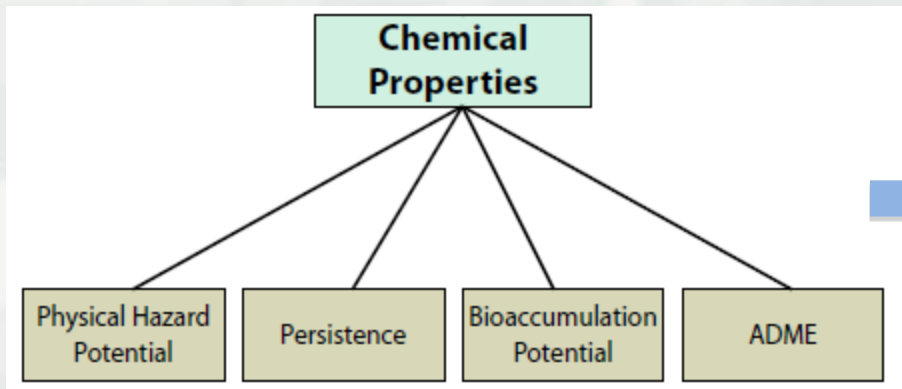 Chemical
Properties
Physical Hazard
Potential
Persistence
Bioaccumulation
Potential
ADME